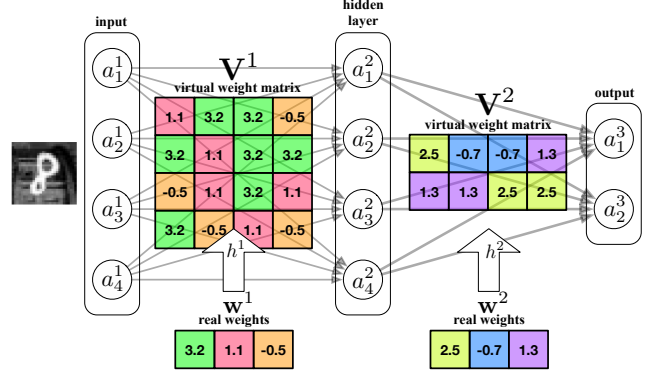 input
hidden
layer
output
V¹
virtual weight matrix
V²
virtual weight matrix
a₁¹
a₂¹
a₃¹
a₄¹
1.1 3.2 3.2 -0.5
3.2 1.1 3.2 3.2
-0.5 1.1 3.2 1.1
3.2 -0.5 1.1 -0.5
a₁²
a₂²
a₃²
a₄²
2.5 -0.7 -0.7 1.3
1.3 1.3 2.5 2.5
a₁³
a₂³
h¹
h²
w¹
real weights
3.2 1.1 -0.5
w²
real weights
2.5 -0.7 1.3